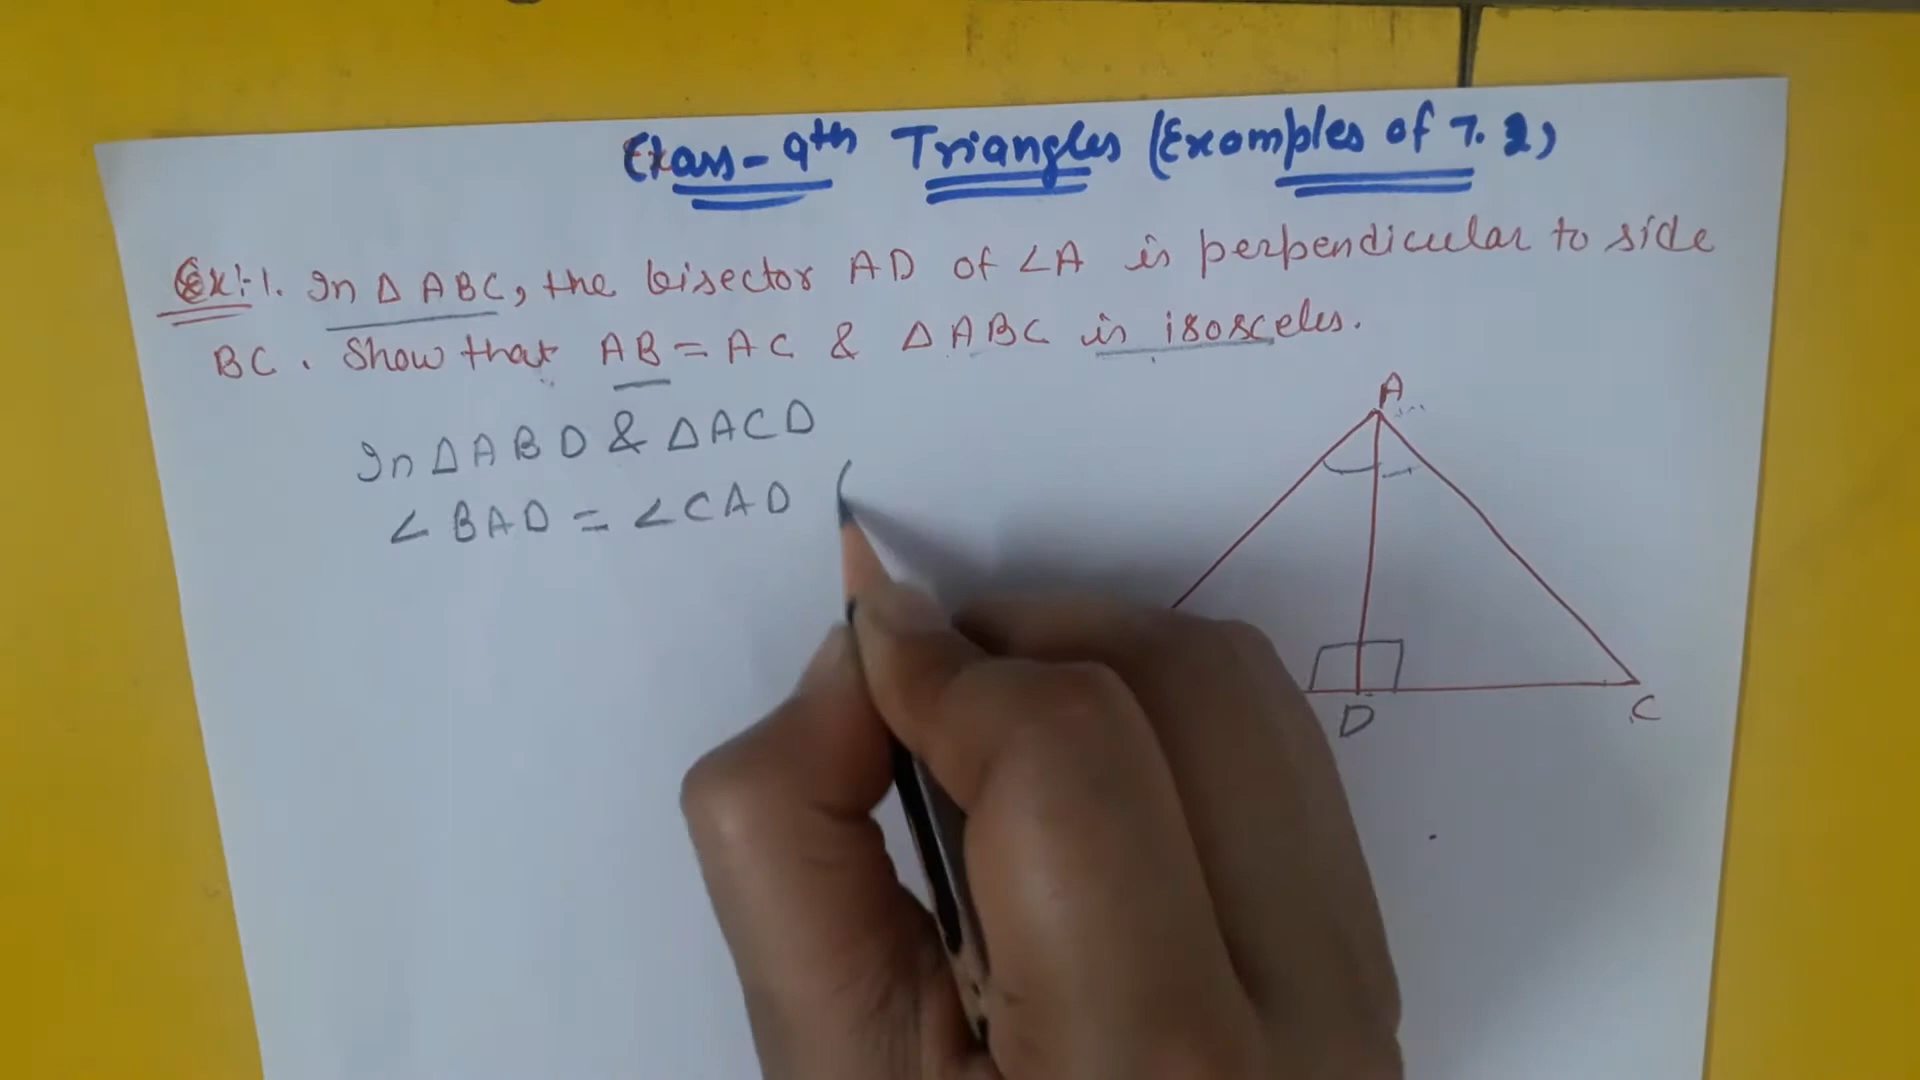 Class-9th Triangles (Examples of 7.2)
Ex:-1. In Δ ABC, the bisector AD of ∠A is perpendicular to side
BC. Show that AB = AC & Δ ABC is isosceles.
In Δ ABD & Δ ACD
∠BAD = ∠CAD (
A
D
C